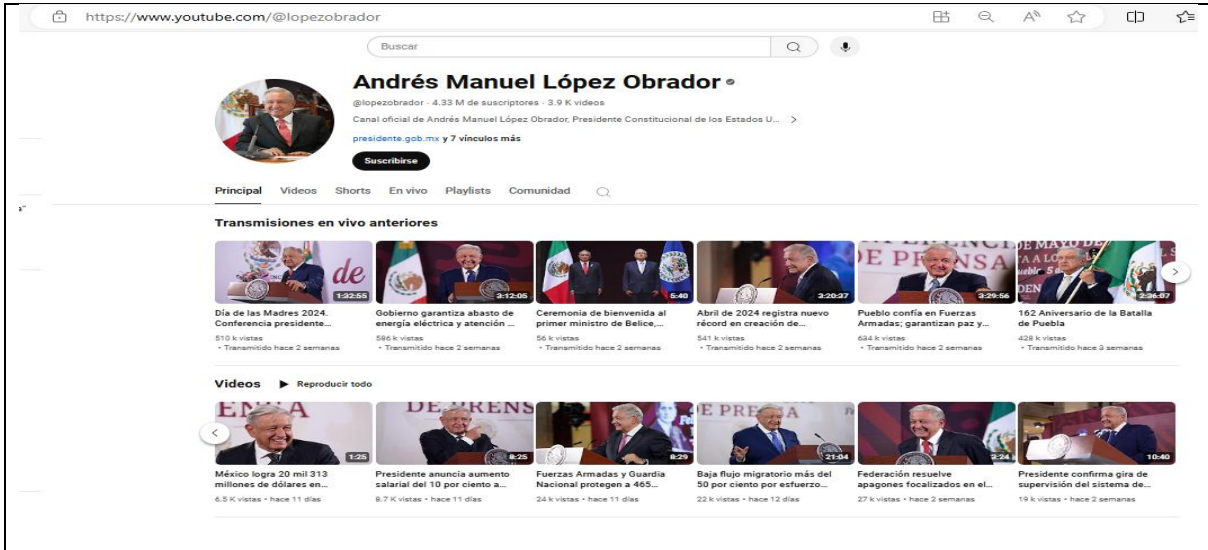 https://www.youtube.com/@lopezobrador
Buscar
Andrés Manuel López Obrador
@lopezobrador · 4.33 M de suscriptores · 3.9 K videos
Canal oficial de Andrés Manuel López Obrador, Presidente Constitucional de los Estados U...
presidente.gob.mx y 7 vínculos más
Suscribirse
Principal Videos Shorts En vivo Playlists Comunidad
Transmisiones en vivo anteriores
de
1:32:55
3:12:05
5:40
3:20:37
E PRENSA
3:29:56
2:36:07
Día de las Madres 2024.
Conferencia presidente...
510 k vistas
• Transmitido hace 2 semanas
Gobierno garantiza abasto de
energía eléctrica y atención ...
586 k vistas
• Transmitido hace 2 semanas
Ceremonia de bienvenida al
primer ministro de Belice,...
56 k vistas
• Transmitido hace 2 semanas
Abril de 2024 registra nuevo
récord en creación de...
541 k vistas
• Transmitido hace 2 semanas
Pueblo confía en Fuerzas
Armadas; garantizan paz y...
634 k vistas
• Transmitido hace 2 semanas
162 Aniversario de la Batalla
de Puebla
428 k vistas
• Transmitido hace 3 semanas
Videos Reproducir todo
1:25
DE PRENS
8:25
8:29
E PRENSA
21:04
2:24
10:40
México logra 20 mil 313
millones de dólares en...
6.5 K vistas • hace 11 días
Presidente anuncia aumento
salarial del 10 por ciento a...
8.7 K vistas • hace 11 días
Fuerzas Armadas y Guardia
Nacional protegen a 465...
24 k vistas • hace 11 días
Baja flujo migratorio más del
50 por ciento por esfuerzo...
22 k vistas • hace 12 días
Federación resuelve
apagones focalizados en el...
27 k vistas • hace 2 semanas
Presidente confirma gira de
supervisión del sistema de...
19 k vistas • hace 2 semanas